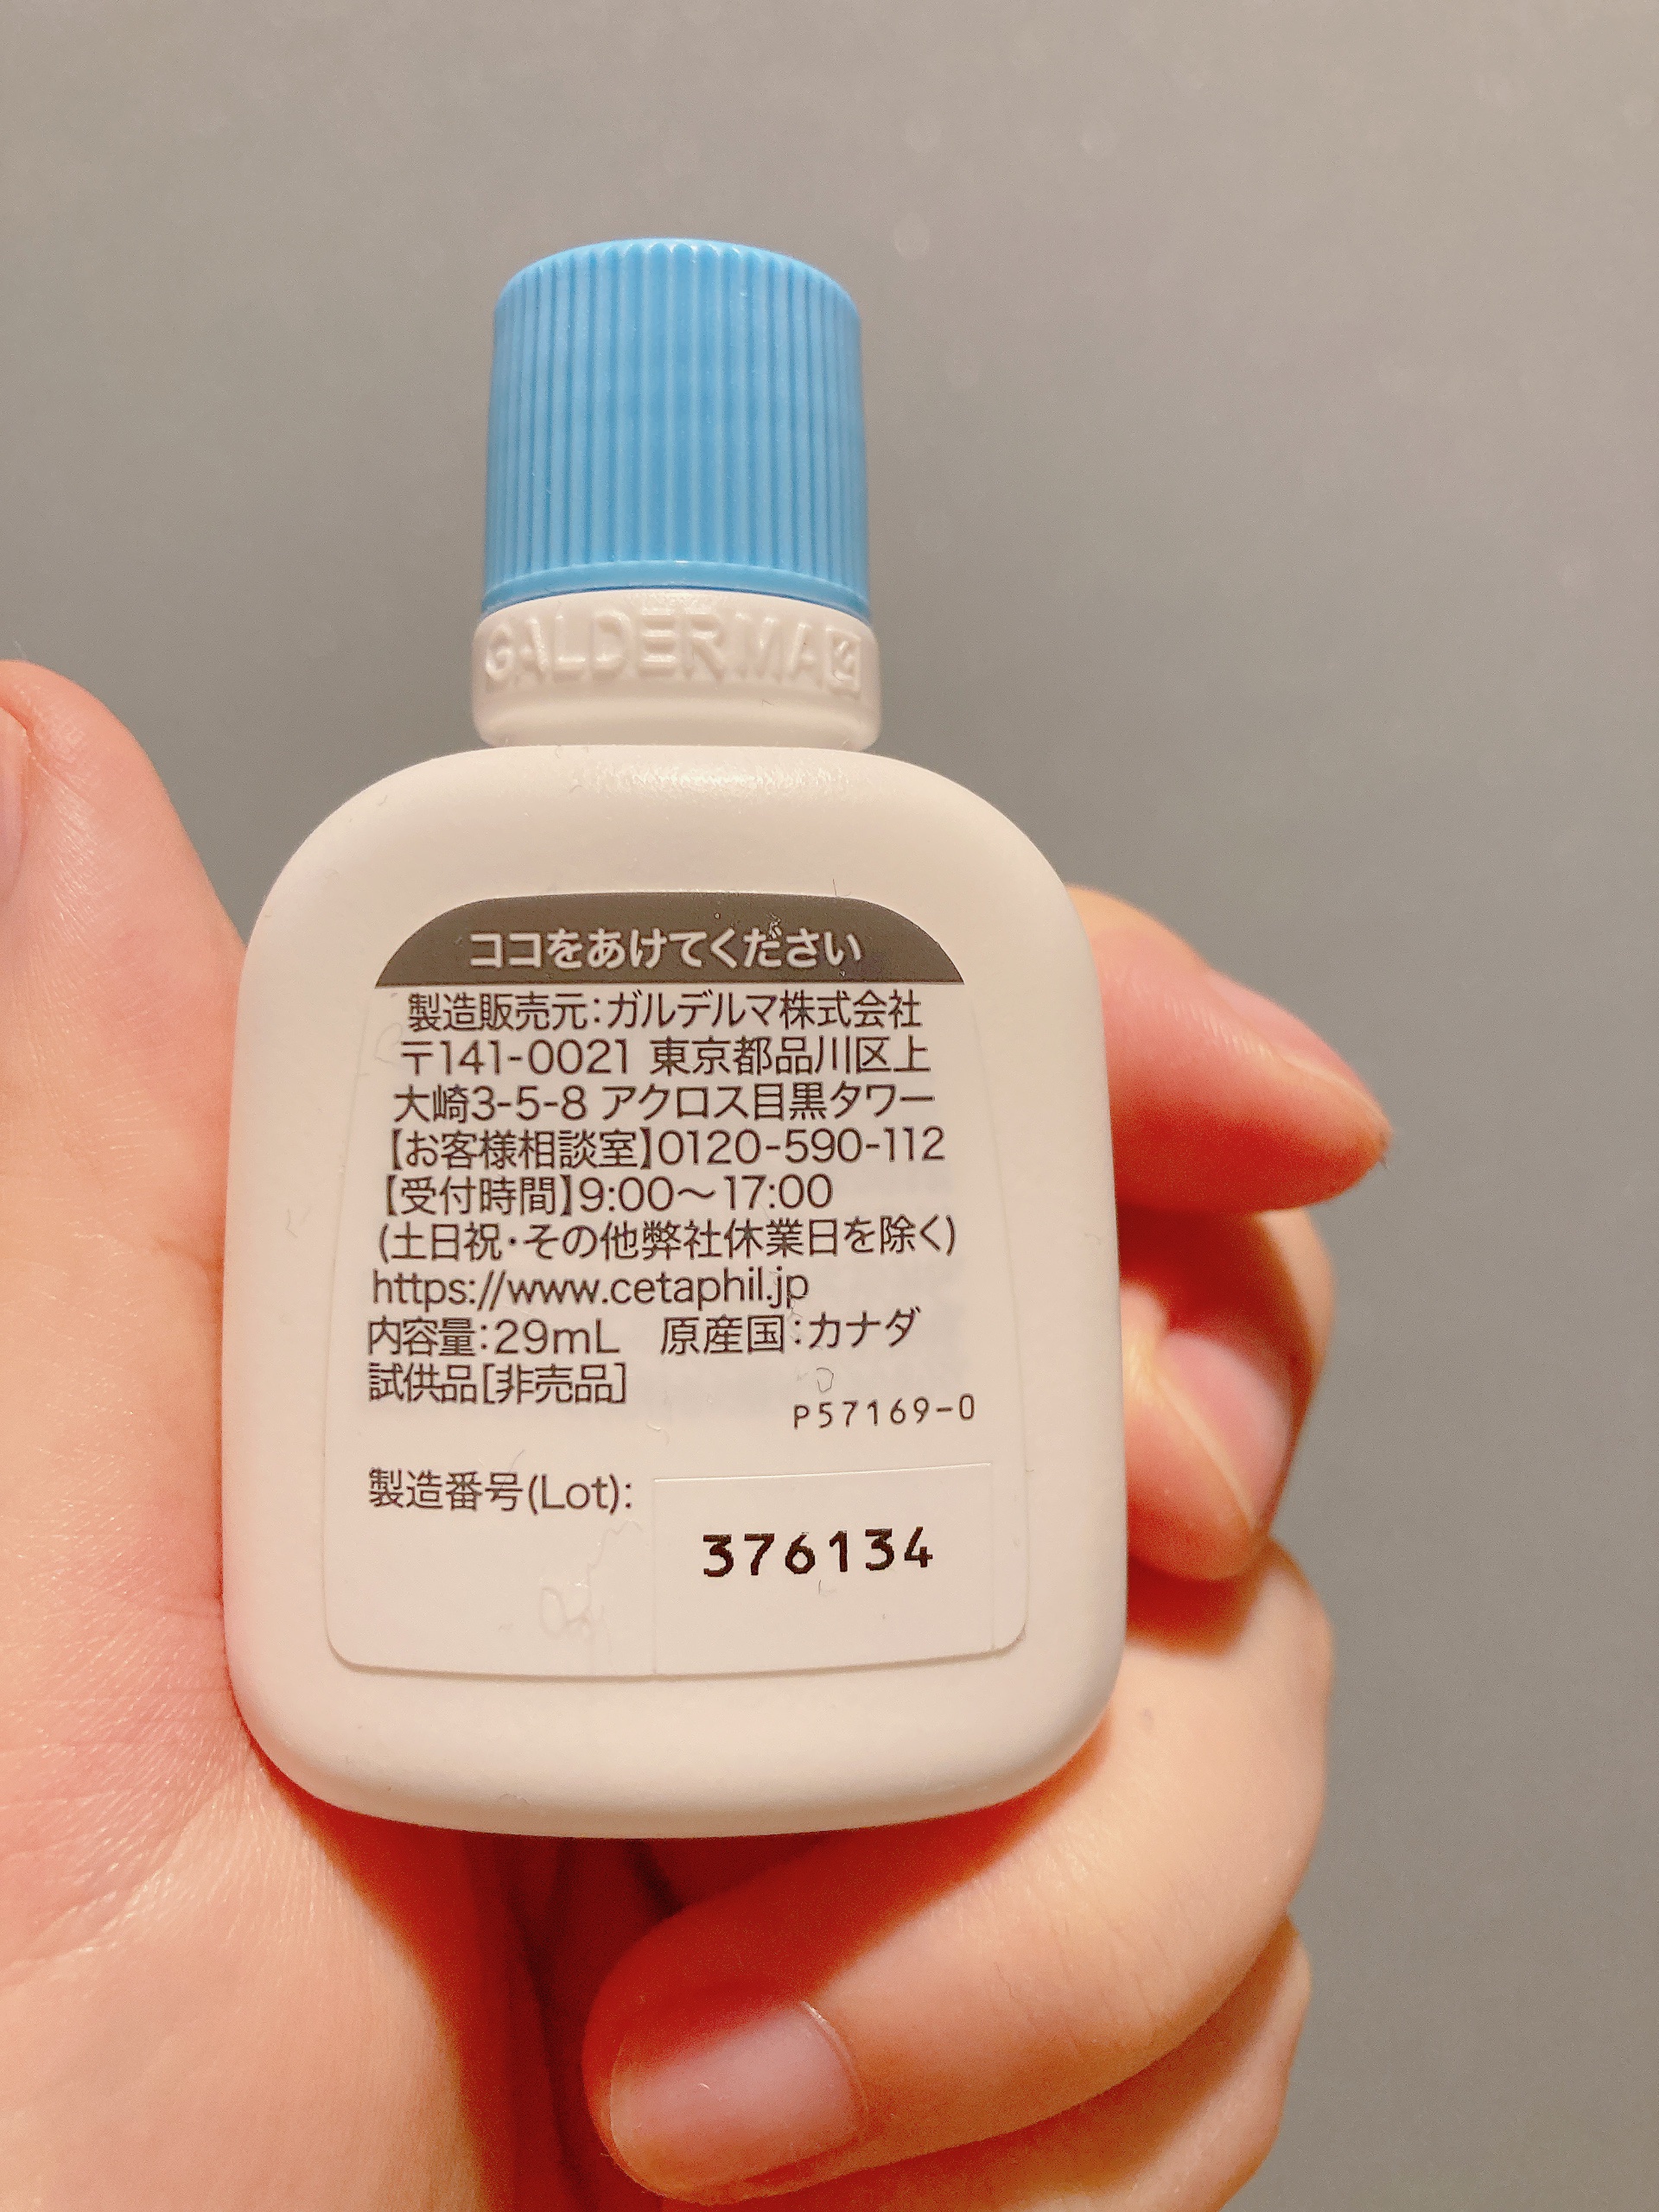 GALDERMA
ココをあけてください
製造販売元:ガルデルマ株式会社
〒141-0021 東京都品川区上
大崎3-5-8 アクロス目黒タワー
【お客様相談室】0120-590-112
【受付時間】9:00〜17:00
(土日祝・その他弊社休業日を除く)
https://www.cetaphil.jp
内容量:29mL 原産国:カナダ
試供品[非売品]
P57169-0
製造番号(Lot):
376134